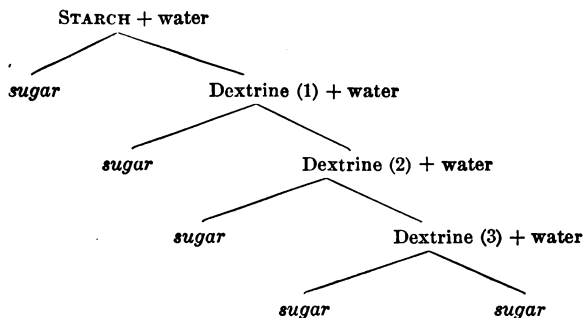 STARCH + water
sugar
Dextrine (1) + water
sugar
Dextrine (2) + water
sugar
Dextrine (3) + water
sugar
sugar